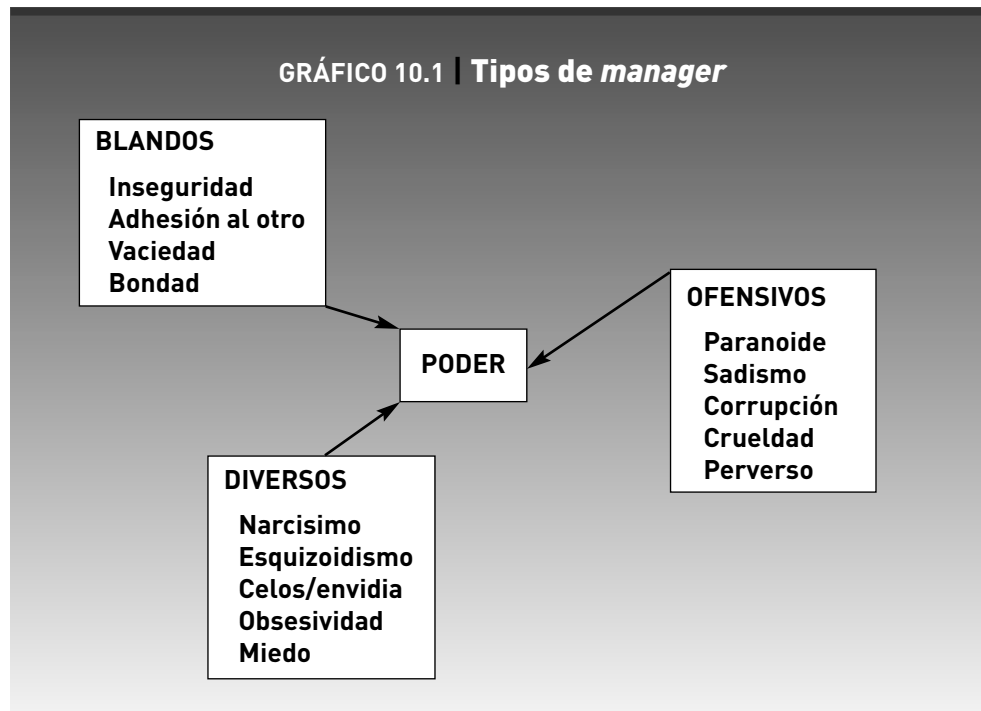 GRÁFICO 10.1 | Tipos de manager
BLANDOS
Inseguridad
Adhesión al otro
Vaciedad
Bondad
OFENSIVOS
Paranoide
Sadismo
Corrupción
Crueldad
Perverso
PODER
DIVERSOS
Narcisimo
Esquizoidismo
Celos/envidia
Obsesividad
Miedo